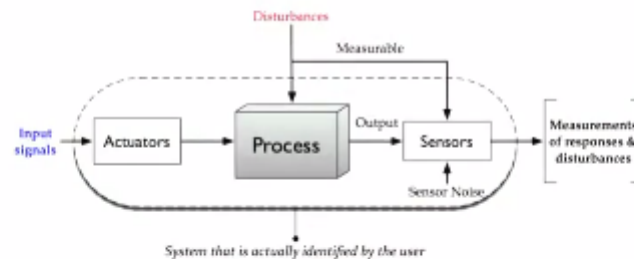 Disturbances
Measurable
Input
signals
Actuators
Process
Output
Sensors
Sensor Noise
Measurements
of responses &
disturbances
System that is actually identified by the user